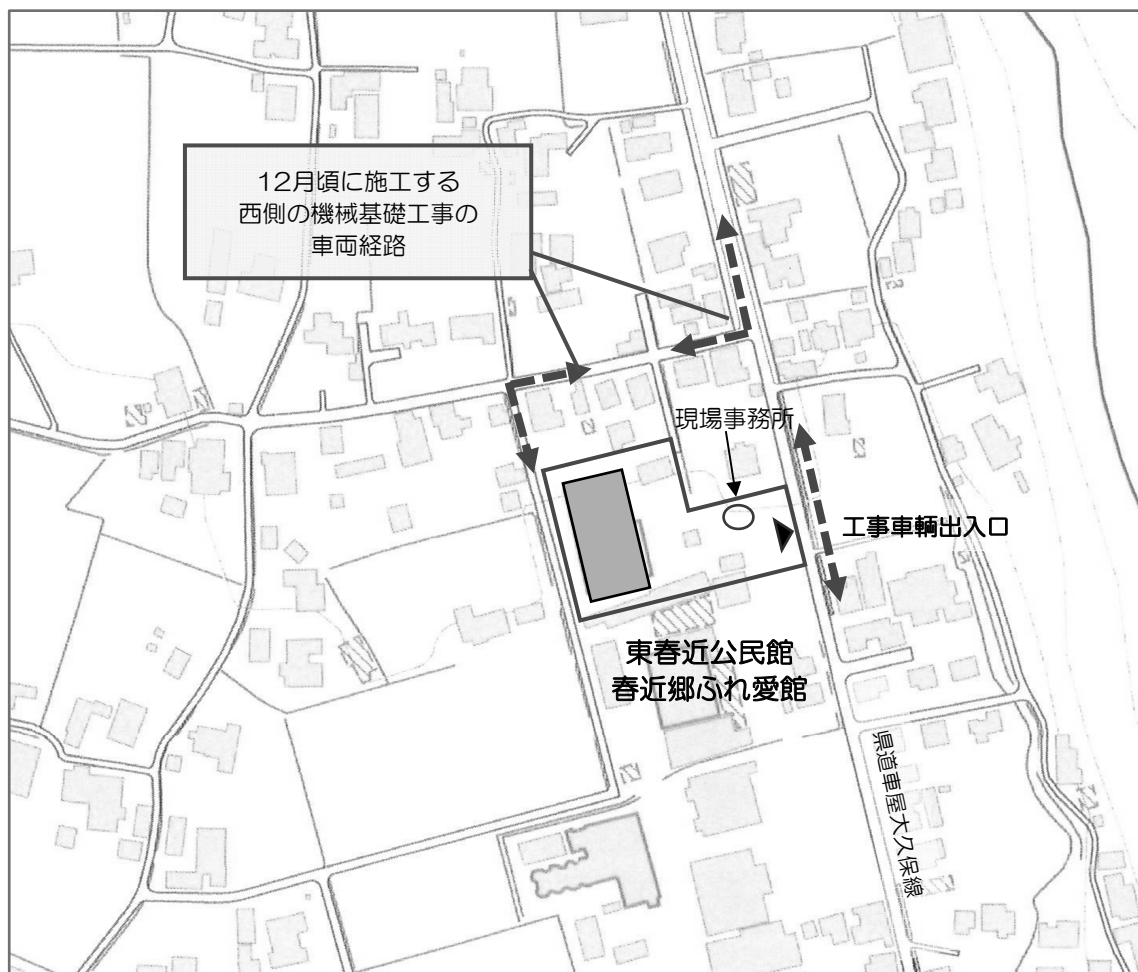 12月頃に施工する
西側の機械基礎工事の
車両経路
現場事務所
工事車輌出入口
東春近公民館
春近郷ふれ愛館
県道車屋大久保線